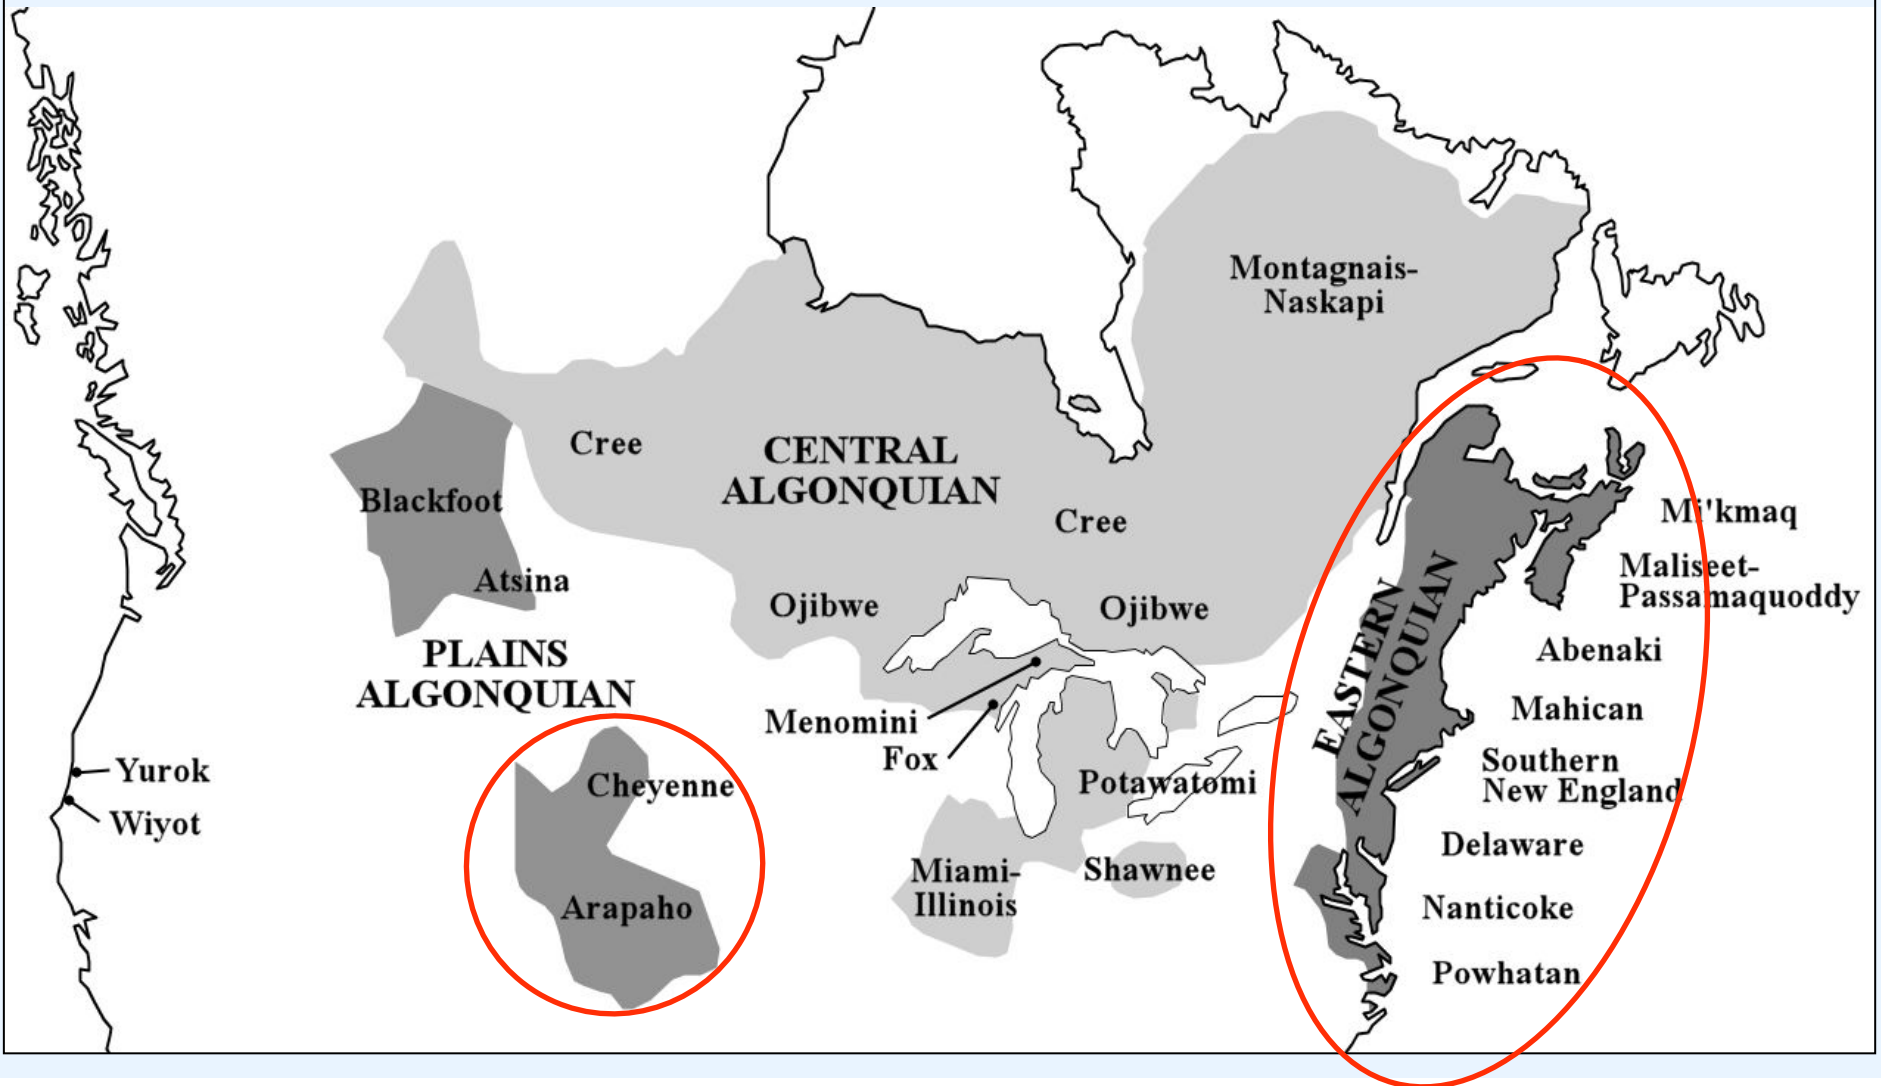 Montagnais-
Naskapi
Cree
CENTRAL
ALGONQUIAN
Blackfoot
Cree
Mi'kmaq
Atsina
Maliseet-
Passamaquoddy
Ojibwe
Ojibwe
EASTERN
ALGONQUIAN
PLAINS
ALGONQUIAN
Abenaki
Menomini
Mahican
Fox
Yurok
Cheyenne
Potawatomi
Southern
New England
Wiyot
Delaware
Miami-
Illinois
Shawnee
Arapaho
Nanticoke
Powhatan